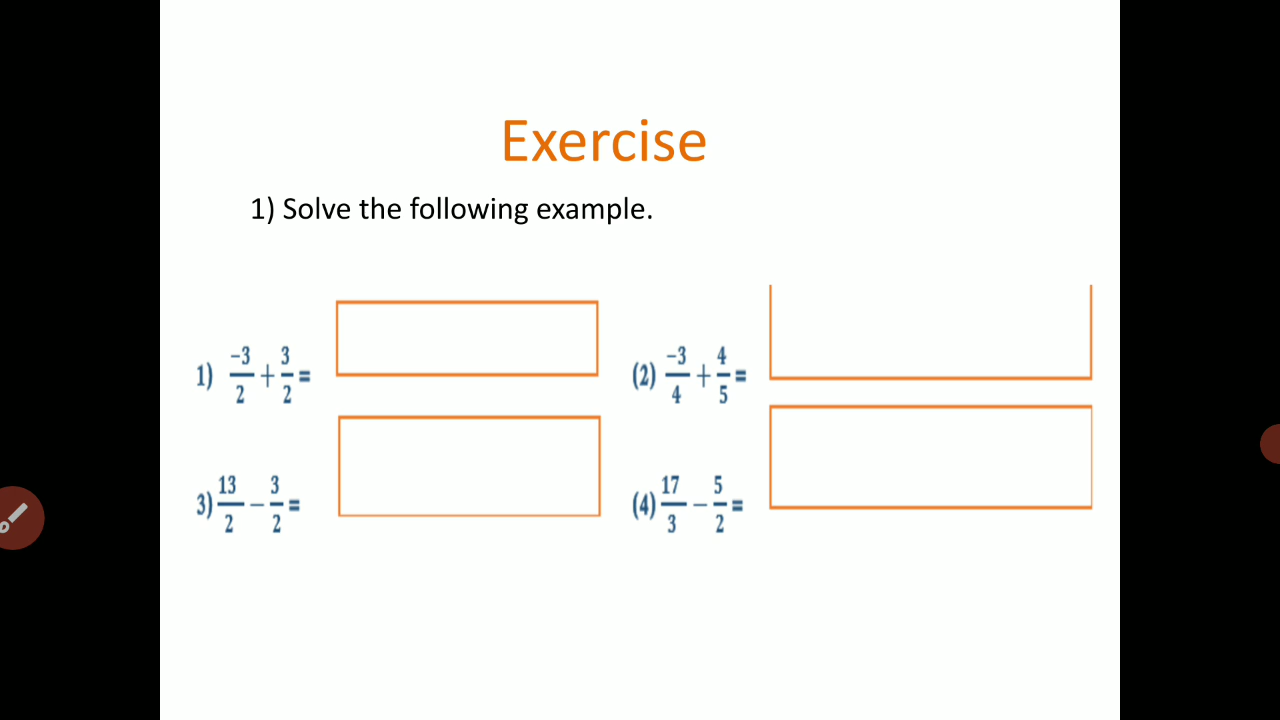 Exercise
1) Solve the following example.
1) −3/2 + 3/2 =
(2) −3/4 + 4/5 =
3) 13/2 − 3/2 =
(4) 17/3 − 5/2 =